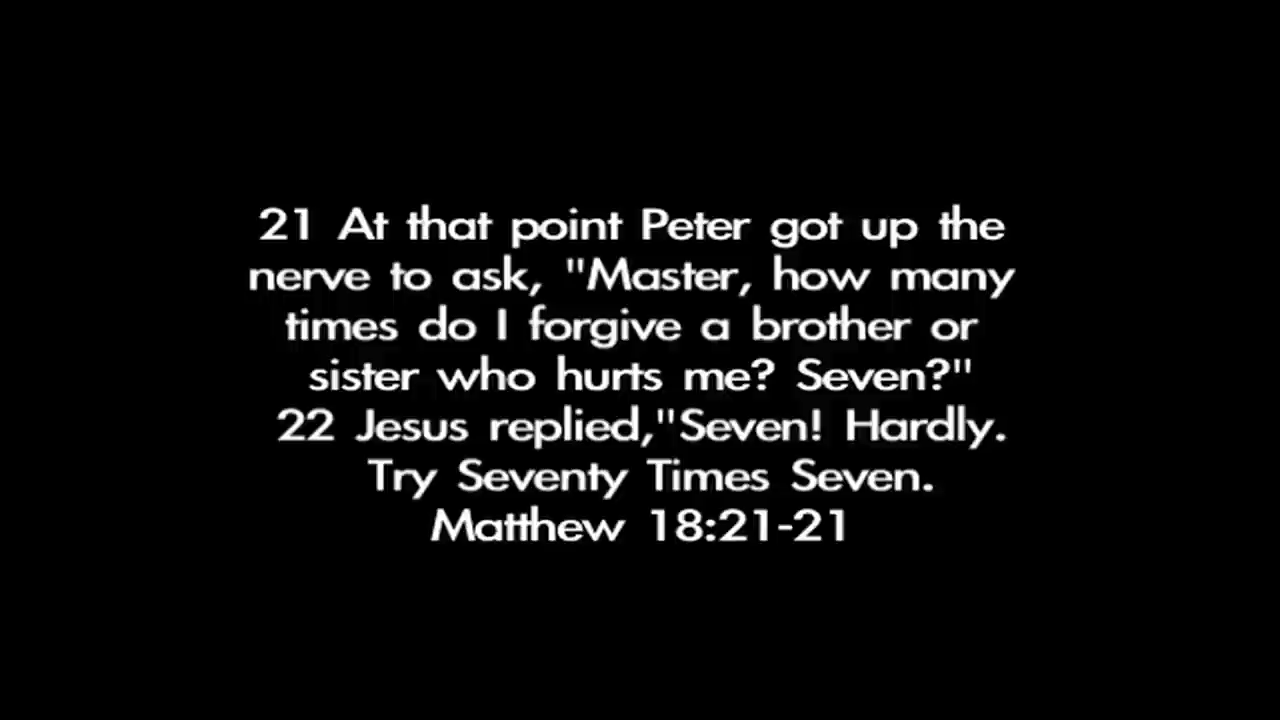 21 At that point Peter got up the
nerve to ask, "Master, how many
times do I forgive a brother or
sister who hurts me? Seven?"
22 Jesus replied,"Seven! Hardly.
Try Seventy Times Seven.
Matthew 18:21-21